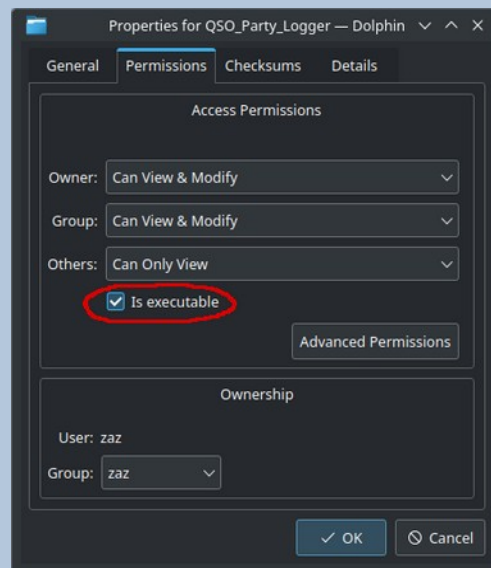 Properties for QSO_Party_Logger — Dolphin
General Permissions Checksums Details
Access Permissions
Owner: Can View & Modify
Group: Can View & Modify
Others: Can Only View
Is executable
Advanced Permissions
Ownership
User: zaz
Group: zaz
OK Cancel